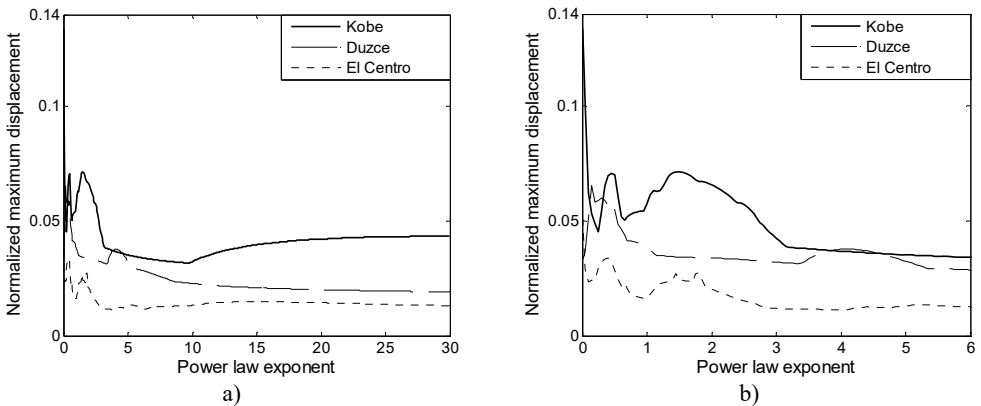 Normalized maximum displacement
0.14
0.1
0.05
0
Kobe
Duzce
El Centro
0 5 10 15 20 25 30
Power law exponent
a)
Normalized maximum displacement
0.14
0.1
0.05
0
Kobe
Duzce
El Centro
0 1 2 3 4 5 6
Power law exponent
b)